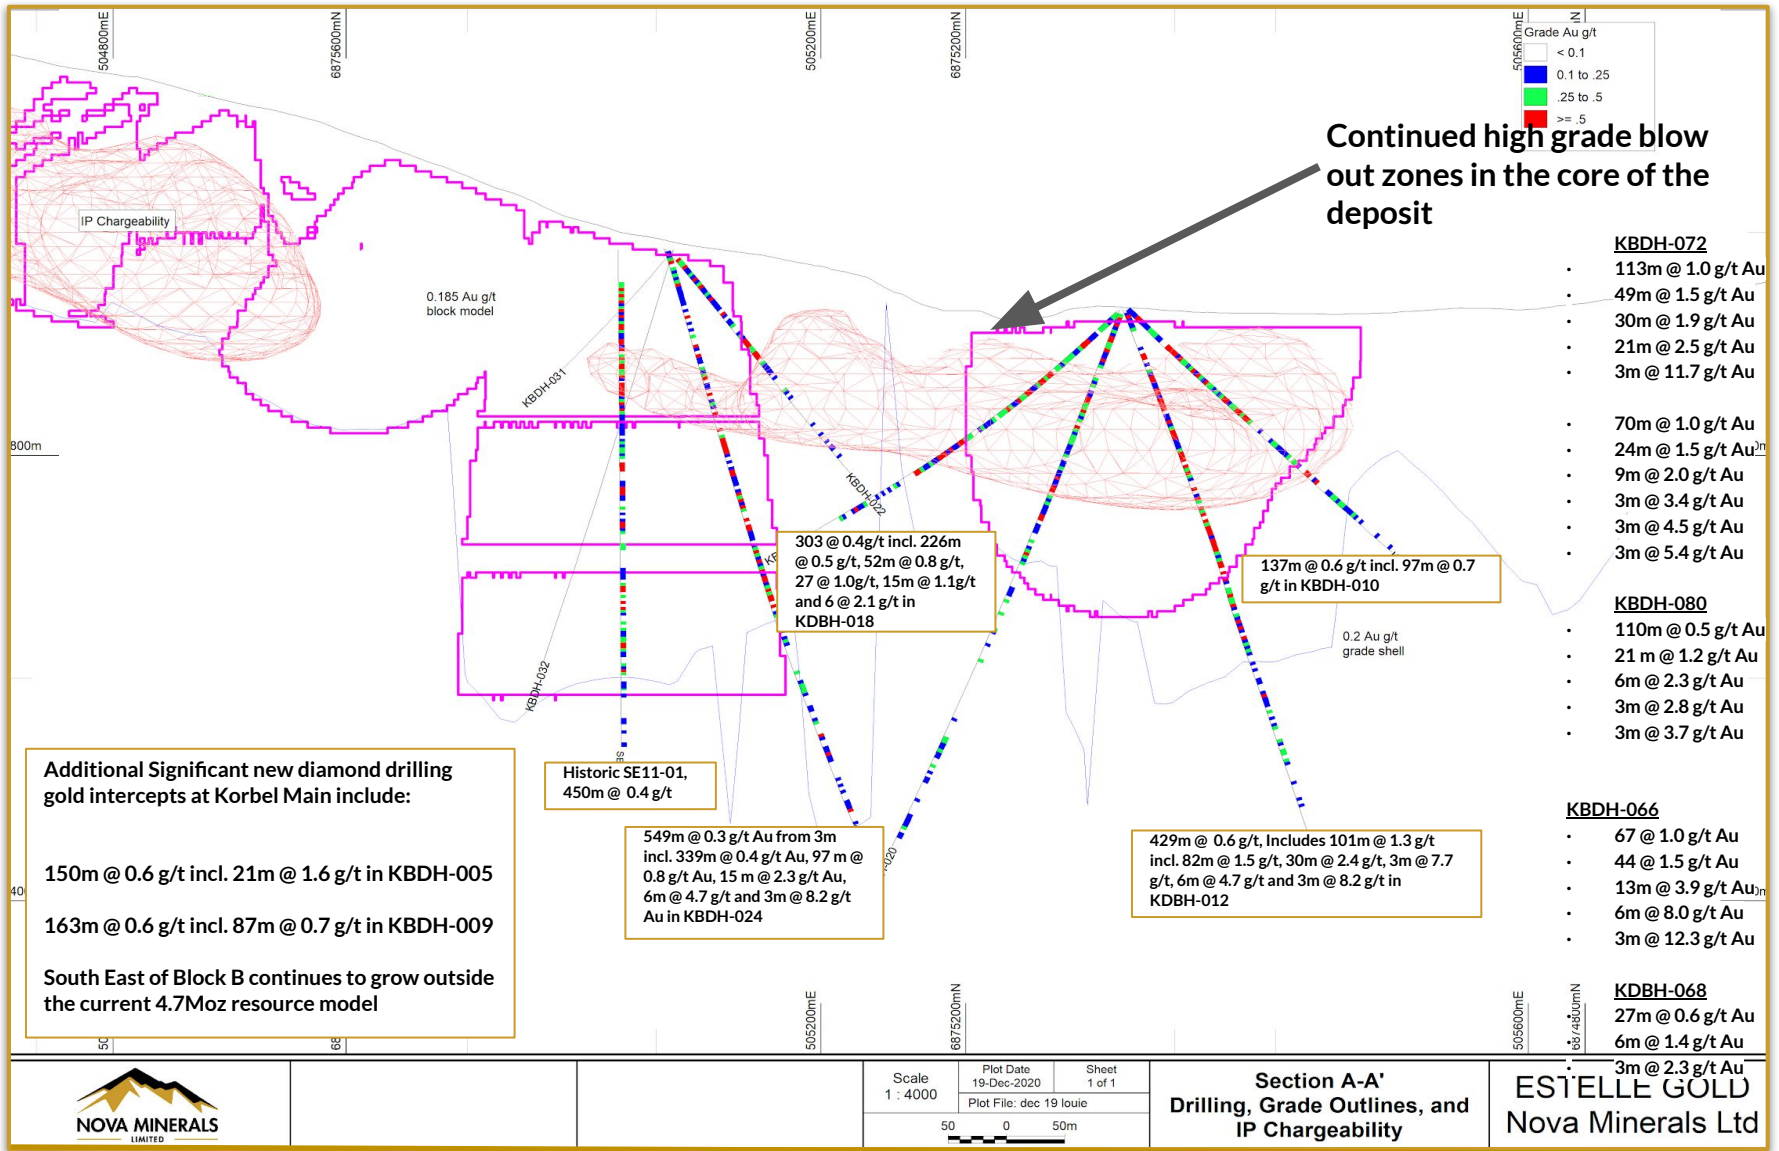 504800mE
6875600mN
505200mE
6875200mN
505600mE
N
Grade Au g/t
< 0.1
0.1 to .25
.25 to .5
>= .5
Continued high grade blow
out zones in the core of the
deposit
IP Chargeability
0.185 Au g/t
block model
KBDH-031
KBDH-022
KBDH-032
800m
0m
303 @ 0.4g/t incl. 226m
@ 0.5 g/t, 52m @ 0.8 g/t,
27 @ 1.0g/t, 15m @ 1.1g/t
and 6 @ 2.1 g/t in
KDBH-018
137m @ 0.6 g/t incl. 97m @ 0.7
g/t in KBDH-010
0.2 Au g/t
grade shell
KBDH-072
• 113m @ 1.0 g/t Au
• 49m @ 1.5 g/t Au
• 30m @ 1.9 g/t Au
• 21m @ 2.5 g/t Au
• 3m @ 11.7 g/t Au
• 70m @ 1.0 g/t Au
• 24m @ 1.5 g/t Au
• 9m @ 2.0 g/t Au
• 3m @ 3.4 g/t Au
• 3m @ 4.5 g/t Au
• 3m @ 5.4 g/t Au
KBDH-080
• 110m @ 0.5 g/t Au
• 21 m @ 1.2 g/t Au
• 6m @ 2.3 g/t Au
• 3m @ 2.8 g/t Au
• 3m @ 3.7 g/t Au
KBDH-066
• 67 @ 1.0 g/t Au
• 44 @ 1.5 g/t Au
• 13m @ 3.9 g/t Au
• 6m @ 8.0 g/t Au
• 3m @ 12.3 g/t Au
KDBH-068
• 27m @ 0.6 g/t Au
• 6m @ 1.4 g/t Au
• 3m @ 2.3 g/t Au
Additional Significant new diamond drilling
gold intercepts at Korbel Main include:
150m @ 0.6 g/t incl. 21m @ 1.6 g/t in KBDH-005
163m @ 0.6 g/t incl. 87m @ 0.7 g/t in KBDH-009
South East of Block B continues to grow outside
the current 4.7Moz resource model
SE
Historic SE11-01,
450m @ 0.4 g/t
549m @ 0.3 g/t Au from 3m
incl. 339m @ 0.4 g/t Au, 97 m @
0.8 g/t Au, 15 m @ 2.3 g/t Au,
6m @ 4.7 g/t and 3m @ 8.2 g/t
Au in KBDH-024
-020
429m @ 0.6 g/t, Includes 101m @ 1.3 g/t
incl. 82m @ 1.5 g/t, 30m @ 2.4 g/t, 3m @ 7.7
g/t, 6m @ 4.7 g/t and 3m @ 8.2 g/t in
KDBH-012
40
50
68
505200mE
6875200mN
505600mE
6874800mN
NOVA MINERALS
LIMITED
Scale
1 : 4000
Plot Date
19-Dec-2020
Sheet
1 of 1
Plot File: dec 19 louie
50 0 50m
Section A-A'
Drilling, Grade Outlines, and
IP Chargeability
ESTELLE GOLD
Nova Minerals Ltd